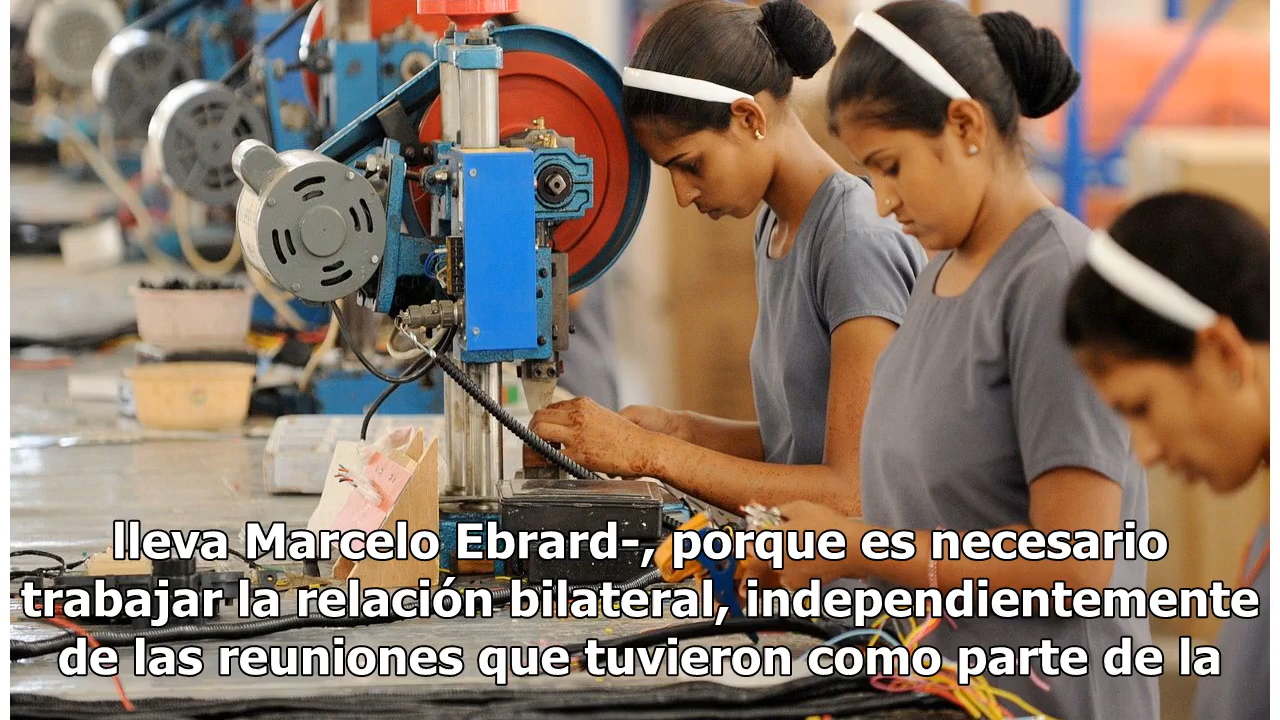 lleva Marcelo Ebrard-, porque es necesario
trabajar la relación bilateral, independientemente
de las reuniones que tuvieron como parte de la